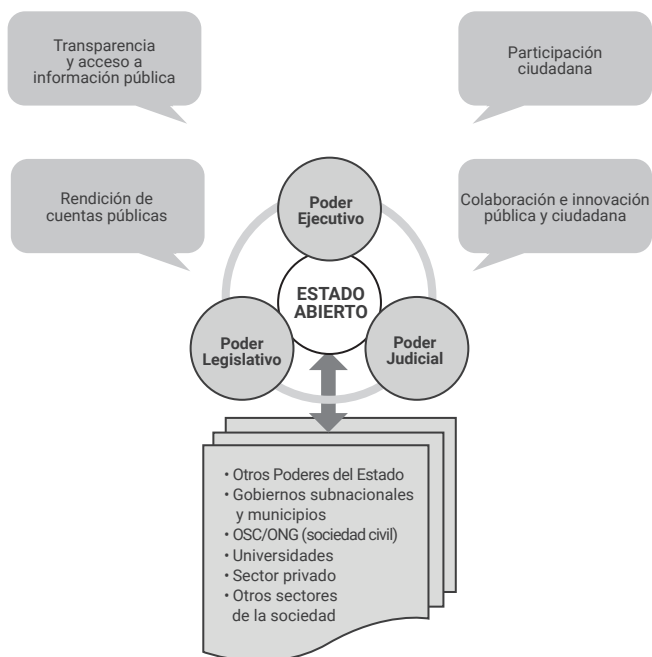 Transparencia
y acceso a
información pública
Participación
ciudadana
Rendición de
cuentas públicas
Colaboración e innovación
pública y ciudadana
Poder
Ejecutivo
ESTADO
ABIERTO
Poder
Legislativo
Poder
Judicial
• Otros Poderes del Estado
• Gobiernos subnacionales
y municipios
• OSC/ONG (sociedad civil)
• Universidades
• Sector privado
• Otros sectores
de la sociedad